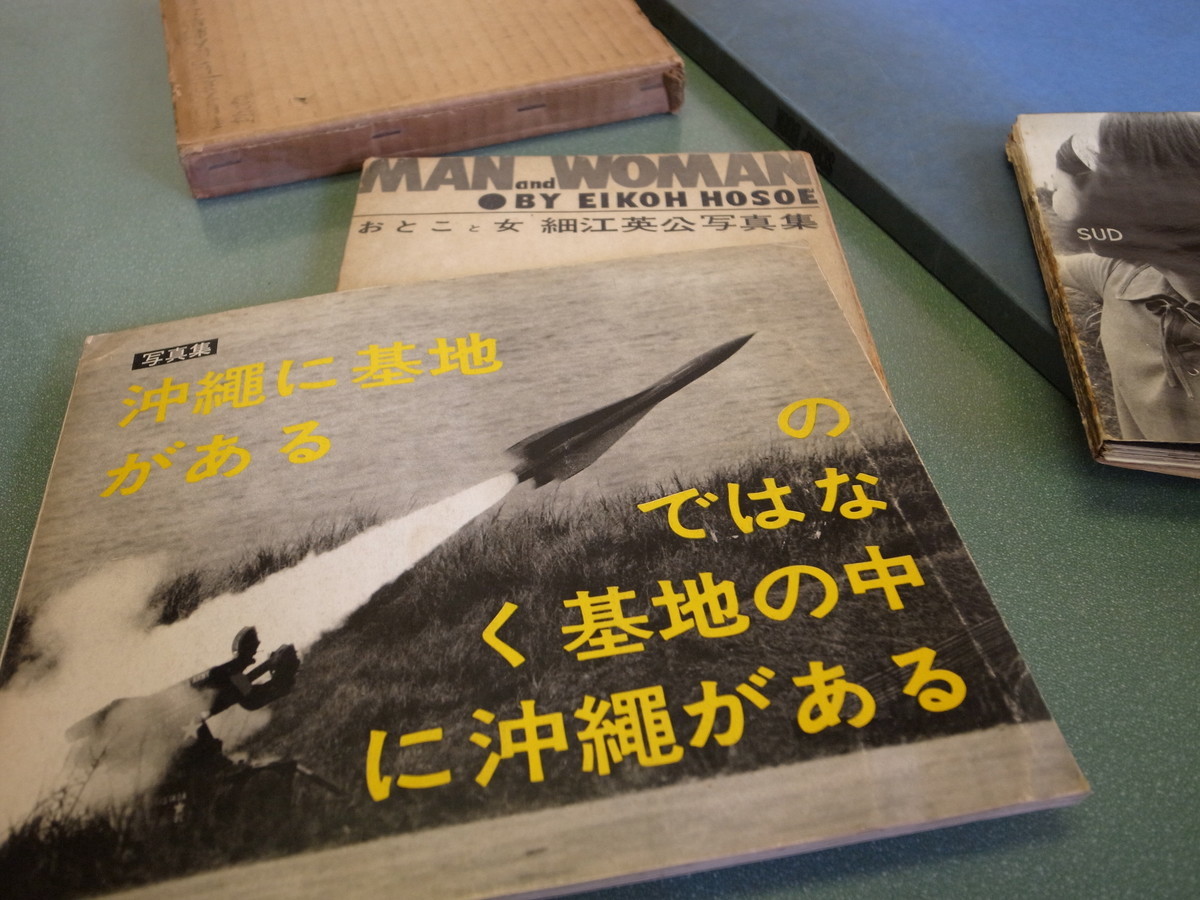 MAN and WOMAN
●BY EIKOH HOSOE
おとこと女 細江英公写真集
SUD
写真集
沖繩に基地
がある
の
ではな
く基地の中
に沖繩がある